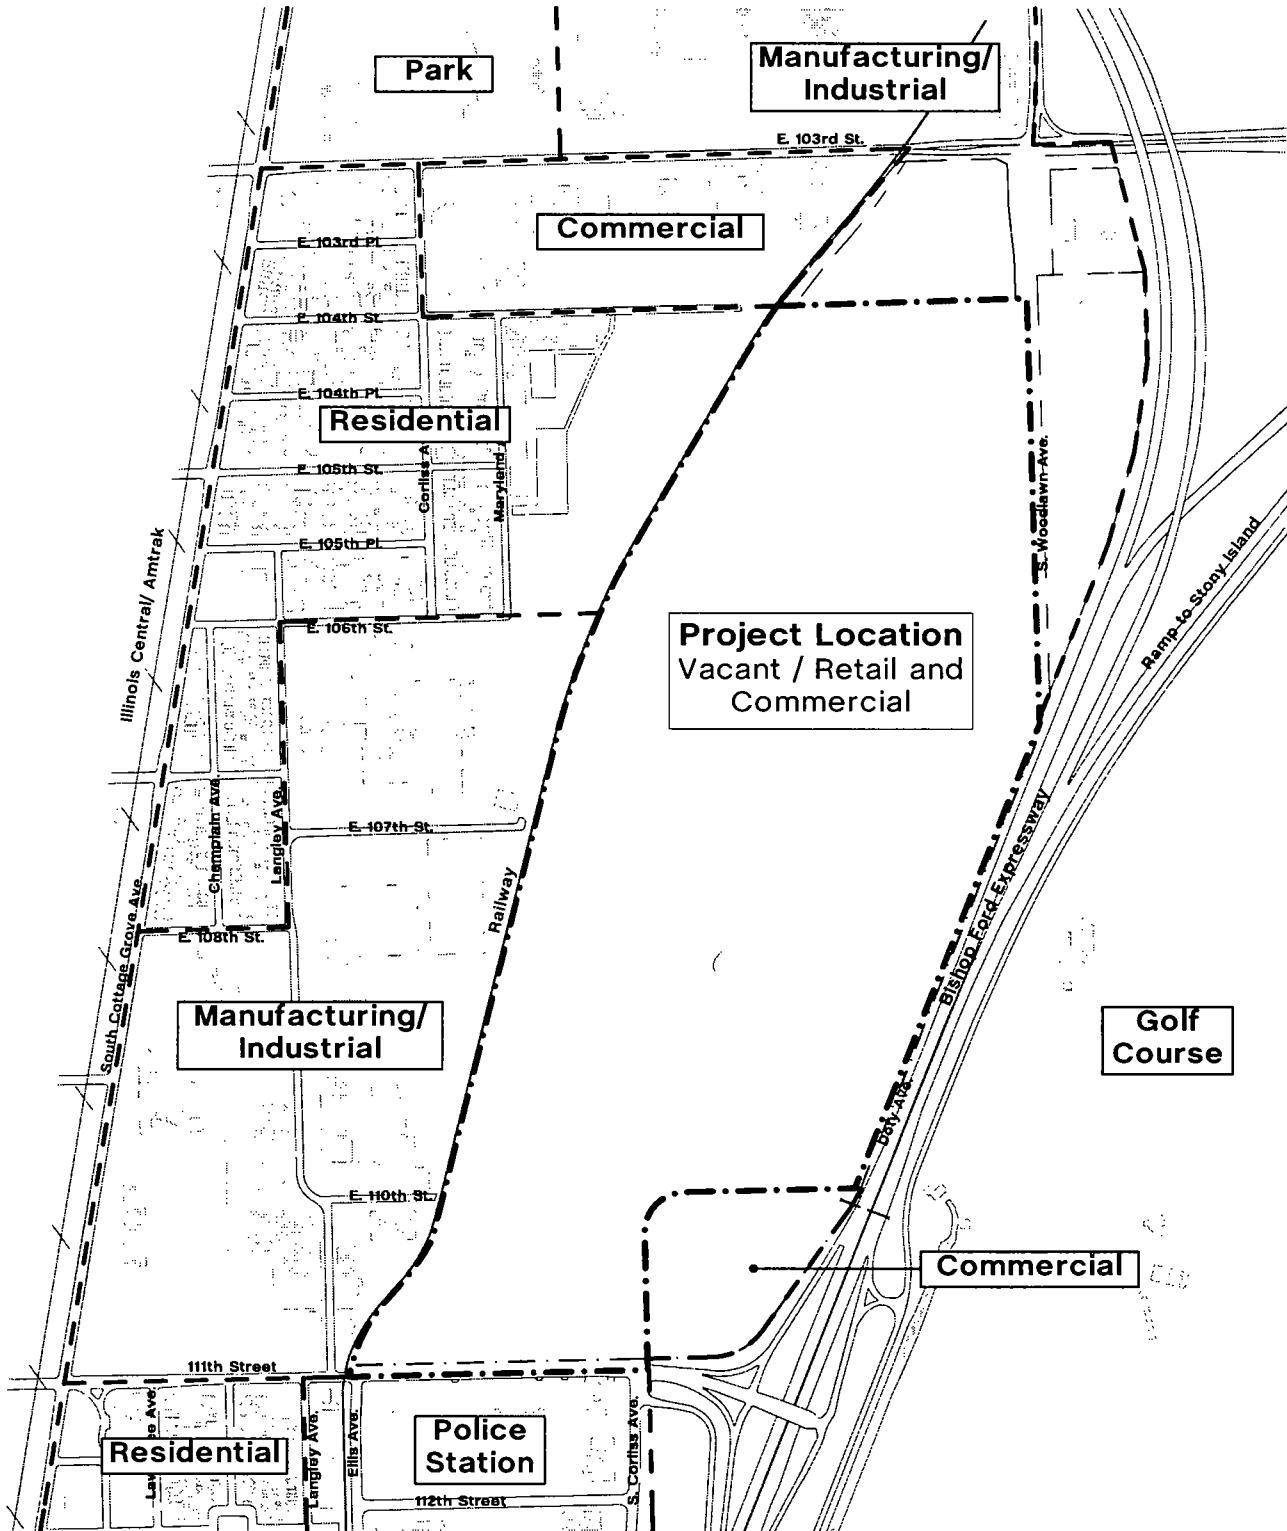 Park
Manufacturing/
Industrial
E. 103rd St.
Commercial
E. 103rd Pl.
E. 104th St.
E. 104th Pl.
Residential
E. 105th St.
Corliss A
Maryland
S. Woodlawn Ave.
E. 105th Pl.
Illinois Central/ Amtrak
Ramp to Stony Island
E. 106th St.
Project Location
Vacant / Retail and
Commercial
Champlain Ave.
Langley Ave.
E. 107th St.
Railway
Bishop Ford Expressway
South Cottage Grove Ave.
E. 108th St.
Manufacturing/
Industrial
Golf
Course
Doty Ave.
E. 110th St.
Commercial
111th Street
Residential
Langley Ave.
Ellis Ave.
Police
Station
S. Corliss Ave.
112th Street